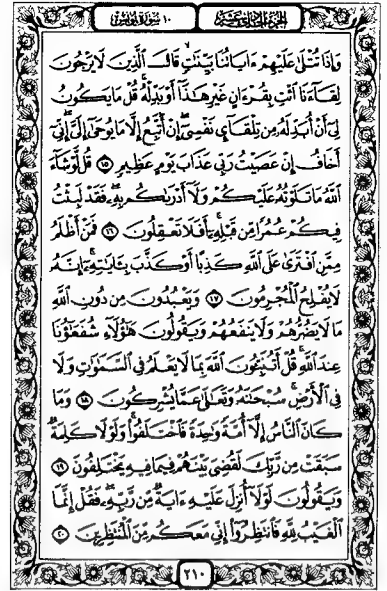 الجزء الحادي عشر
١٠ سورة يونس
وَإِذَا تُتْلَىٰ عَلَيْهِمْ ءَايَاتُنَا بَيِّنَٰتٍ قَالَ ٱلَّذِينَ لَا يَرْجُونَ
لِقَآءَنَا ٱئْتِ بِقُرْءَانٍ غَيْرِ هَٰذَآ أَوْ بَدِّلْهُ قُلْ مَا يَكُونُ
لِىٓ أَنْ أُبَدِّلَهُۥ مِن تِلْقَآئِ نَفْسِىٓ إِنْ أَتَّبِعُ إِلَّا مَا يُوحَىٰٓ إِلَىَّ إِنِّىٓ
أَخَافُ إِنْ عَصَيْتُ رَبِّى عَذَابَ يَوْمٍ عَظِيمٍ ١٥ قُل لَّوْ شَآءَ
ٱللَّهُ مَا تَلَوْتُهُۥ عَلَيْكُمْ وَلَآ أَدْرَىٰكُم بِهِۦ فَقَدْ لَبِثْتُ
فِيكُمْ عُمُرًا مِّن قَبْلِهِۦٓ أَفَلَا تَعْقِلُونَ ١٦ فَمَنْ أَظْلَمُ
مِمَّنِ ٱفْتَرَىٰ عَلَى ٱللَّهِ كَذِبًا أَوْ كَذَّبَ بِـَٔايَٰتِهِۦٓ إِنَّهُۥ
لَا يُفْلِحُ ٱلْمُجْرِمُونَ ١٧ وَيَعْبُدُونَ مِن دُونِ ٱللَّهِ
مَا لَا يَضُرُّهُمْ وَلَا يَنفَعُهُمْ وَيَقُولُونَ هَٰٓؤُلَآءِ شُفَعَٰٓؤُنَا
عِندَ ٱللَّهِ قُلْ أَتُنَبِّـُٔونَ ٱللَّهَ بِمَا لَا يَعْلَمُ فِى ٱلسَّمَٰوَٰتِ وَلَا
فِى ٱلْأَرْضِ سُبْحَٰنَهُۥ وَتَعَٰلَىٰ عَمَّا يُشْرِكُونَ ١٨ وَمَا
كَانَ ٱلنَّاسُ إِلَّآ أُمَّةً وَٰحِدَةً فَٱخْتَلَفُوا۟ وَلَوْلَا كَلِمَةٌ
سَبَقَتْ مِن رَّبِّكَ لَقُضِىَ بَيْنَهُمْ فِيمَا فِيهِ يَخْتَلِفُونَ ١٩
وَيَقُولُونَ لَوْلَآ أُنزِلَ عَلَيْهِ ءَايَةٌ مِّن رَّبِّهِۦ فَقُلْ إِنَّمَا
ٱلْغَيْبُ لِلَّهِ فَٱنتَظِرُوٓا۟ إِنِّى مَعَكُم مِّنَ ٱلْمُنتَظِرِينَ ٢٠
٢١٠